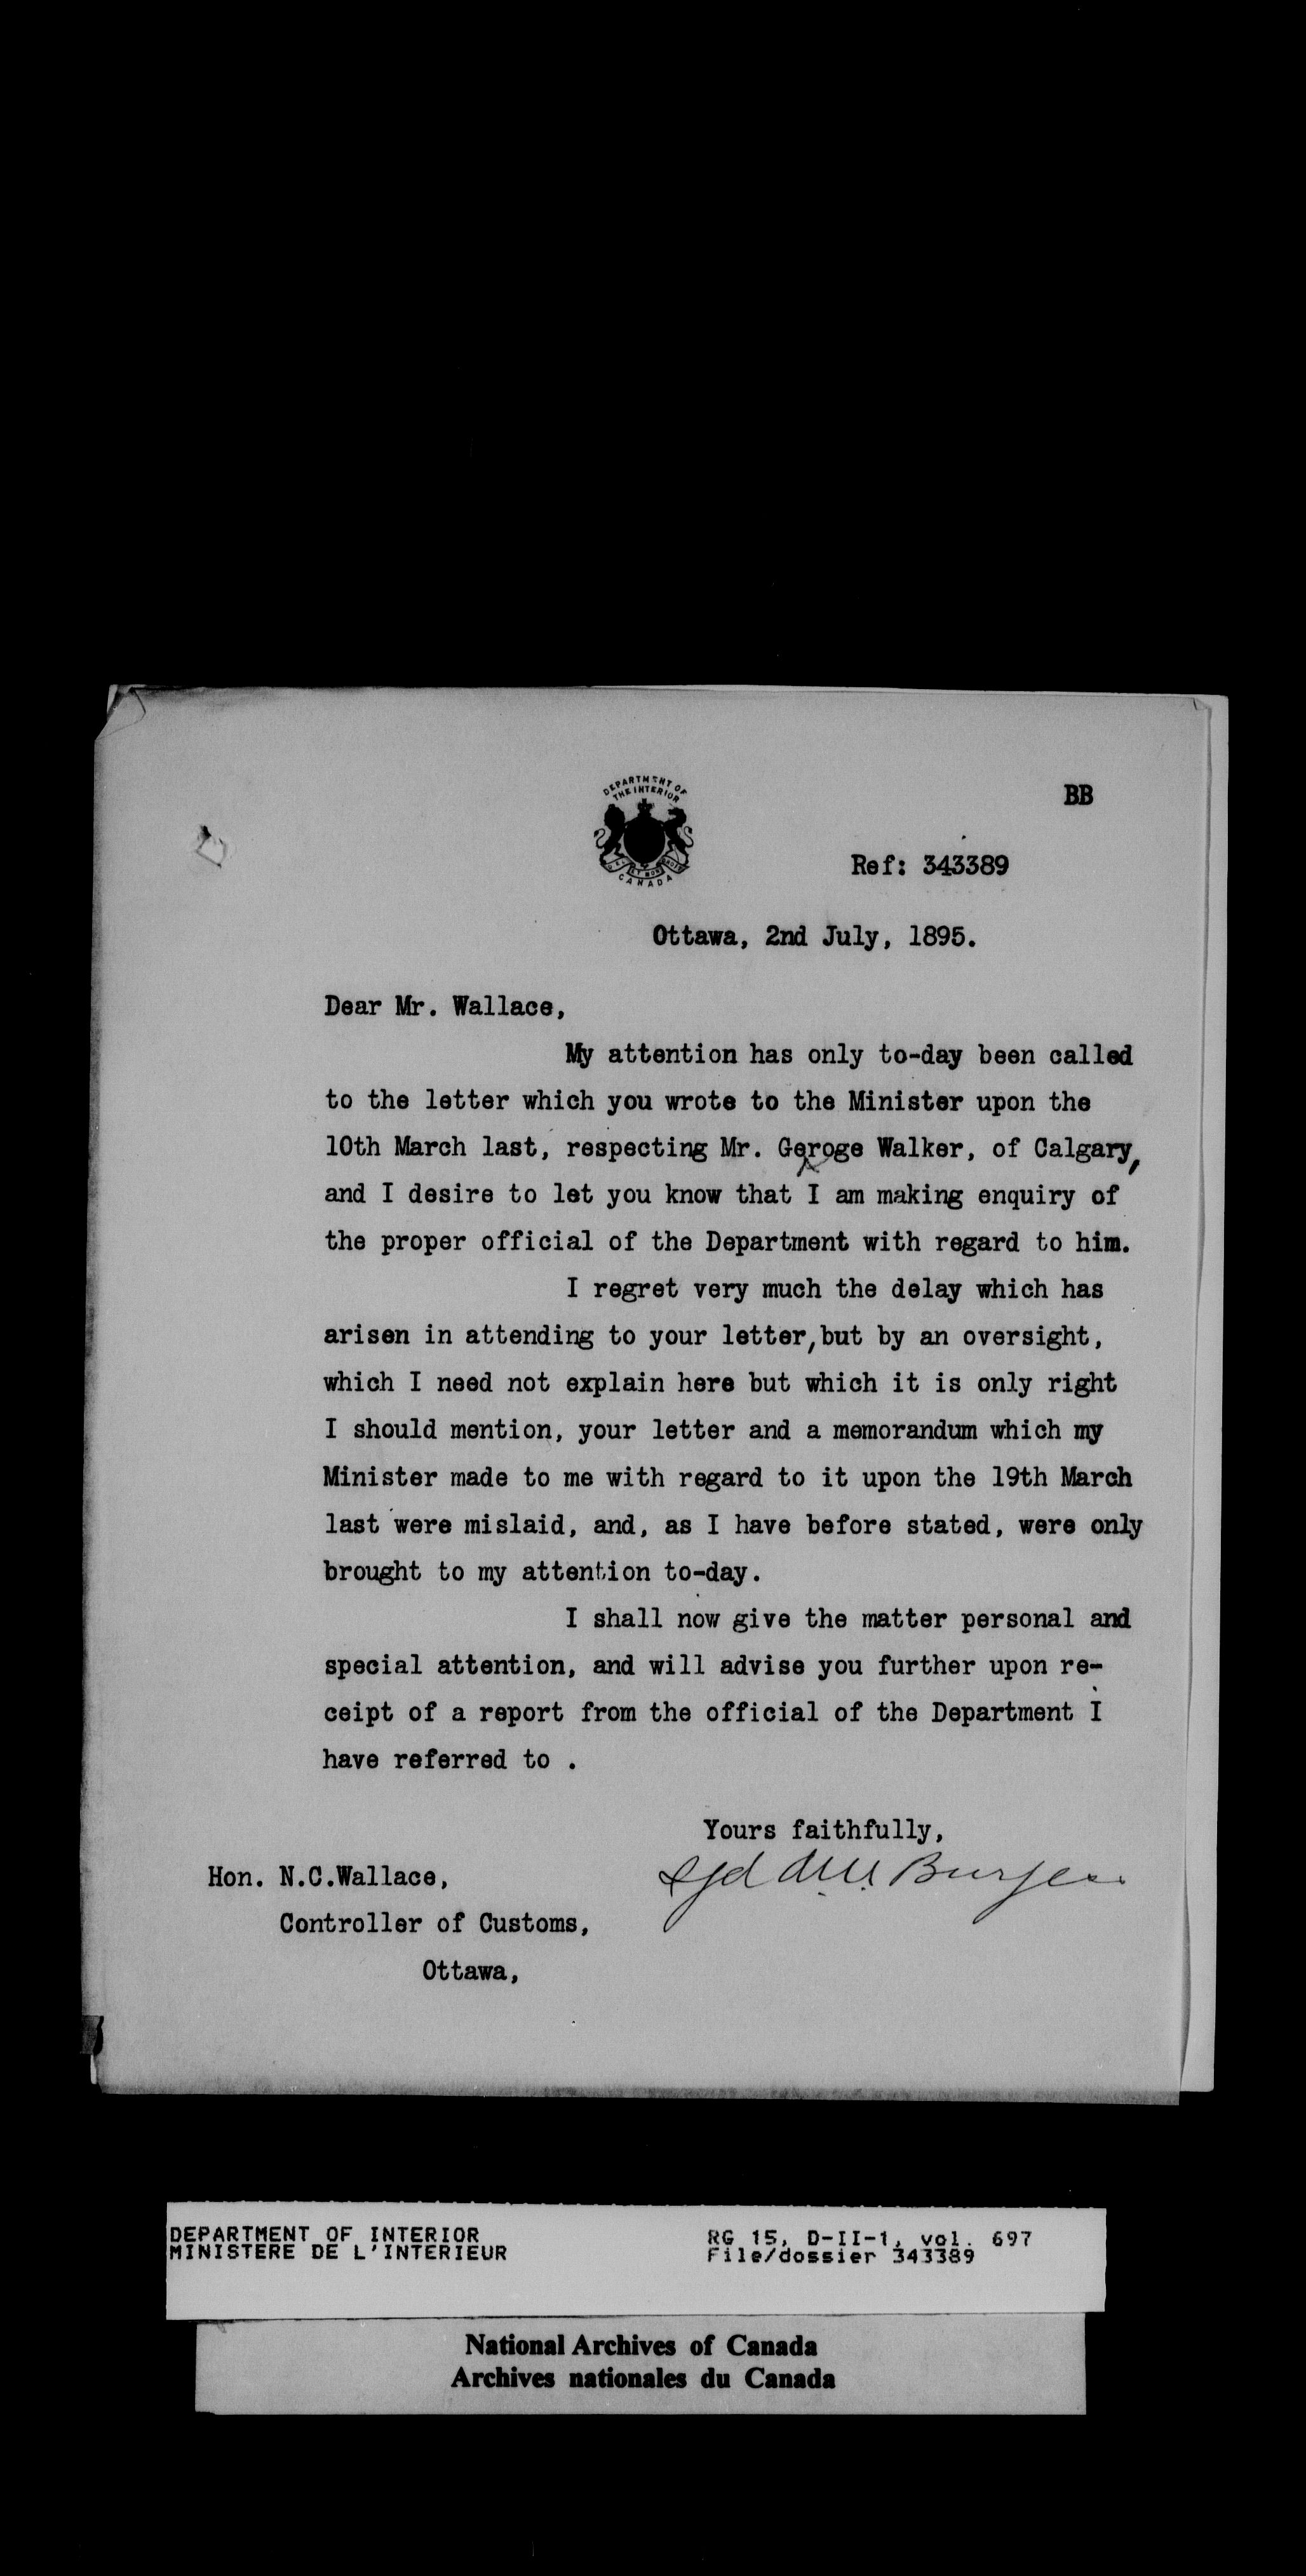 DEPARTMENT OF
THE INTERIOR
CANADA
BB
Ref: 343389
Ottawa, 2nd July, 1895.
Dear Mr. Wallace,
My attention has only to-day been called
to the letter which you wrote to the Minister upon the
10th March last, respecting Mr. Geroge Walker, of Calgary,
and I desire to let you know that I am making enquiry of
the proper official of the Department with regard to him.
I regret very much the delay which has
arisen in attending to your letter, but by an oversight,
which I need not explain here but which it is only right
I should mention, your letter and a memorandum which my
Minister made to me with regard to it upon the 19th March
last were mislaid, and, as I have before stated, were only
brought to my attention to-day.
I shall now give the matter personal and
special attention, and will advise you further upon re-
ceipt of a report from the official of the Department I
have referred to .
Yours faithfully,
Sgd A.M. Burgess
Hon. N.C.Wallace,
Controller of Customs,
Ottawa,
DEPARTMENT OF INTERIOR
MINISTERE DE L'INTERIEUR
RG 15, D-II-1, vol. 697
File/dossier 343389
National Archives of Canada
Archives nationales du Canada